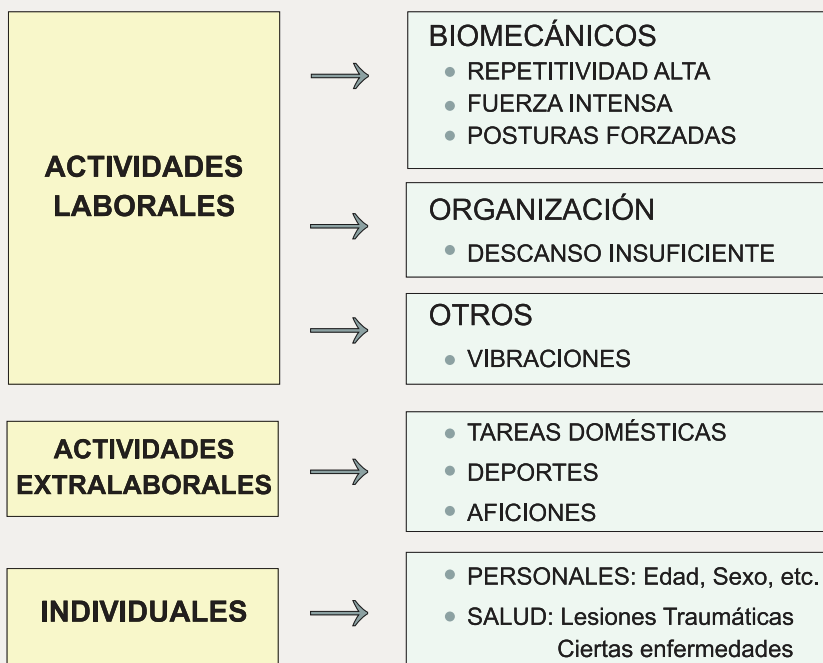 ACTIVIDADES
LABORALES
BIOMECÁNICOS
REPETITIVIDAD ALTA
FUERZA INTENSA
POSTURAS FORZADAS
ORGANIZACIÓN
DESCANSO INSUFICIENTE
OTROS
VIBRACIONES
ACTIVIDADES
EXTRALABORALES
TAREAS DOMÉSTICAS
DEPORTES
AFICIONES
INDIVIDUALES
PERSONALES: Edad, Sexo, etc.
SALUD: Lesiones Traumáticas
Ciertas enfermedades